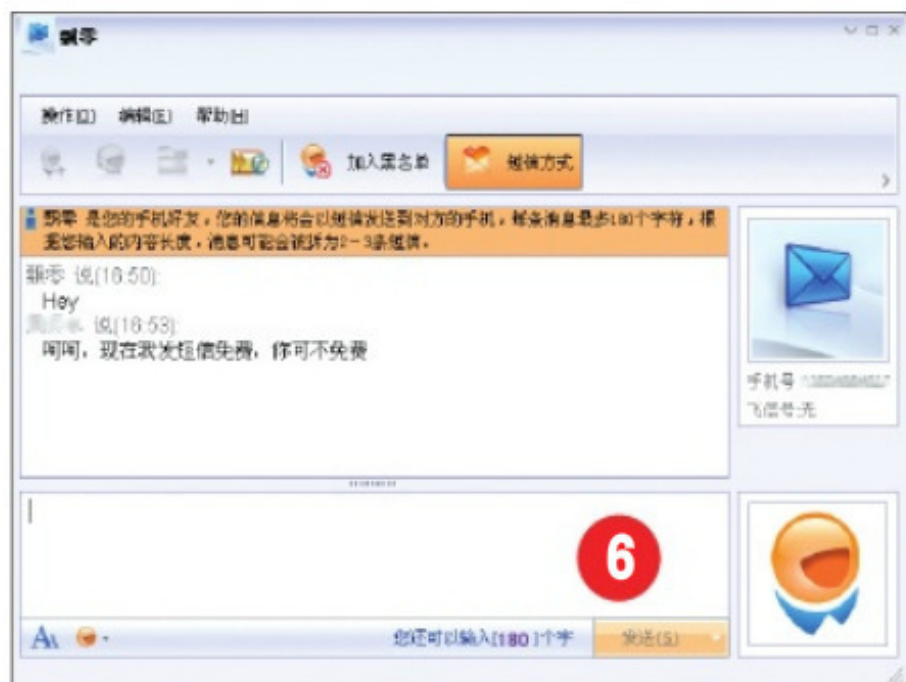 飘零
操作(O) 编辑(E) 帮助(H)
加入黑名单 短信方式
飘零 是您的手机好友，您的信息将会以短信发送到对方的手机，每条消息最多180个字符，根
据您输入的内容长度，消息可能会被拆为2-3条短信。
飘零 说(16:50):
Hey
说(16:53):
呵呵，现在我发短信免费，你可不免费
手机号
飞信号:无
6
您还可以输入[180]个字 发送(S)